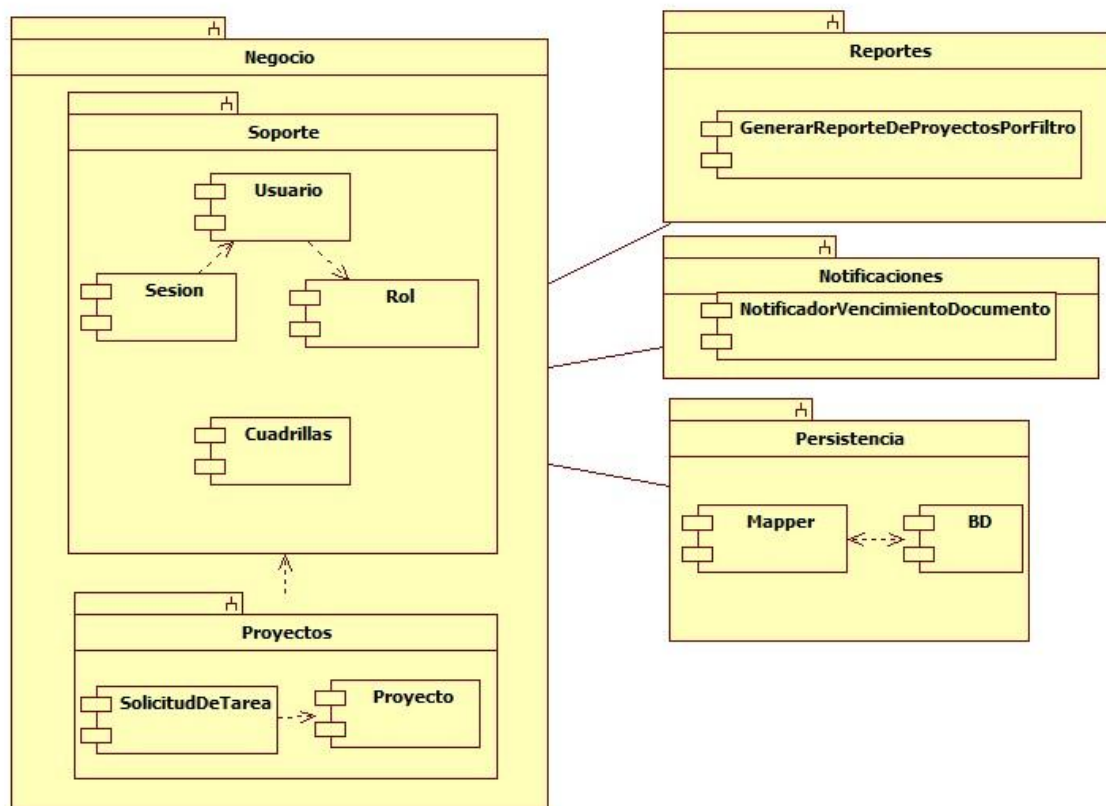 Negocio
Soporte
Usuario
Sesion
Rol
Cuadrillas
Proyectos
SolicitudDeTarea
Proyecto
Reportes
GenerarReporteDeProyectosPorFiltro
Notificaciones
NotificadorVencimientoDocumento
Persistencia
Mapper
BD